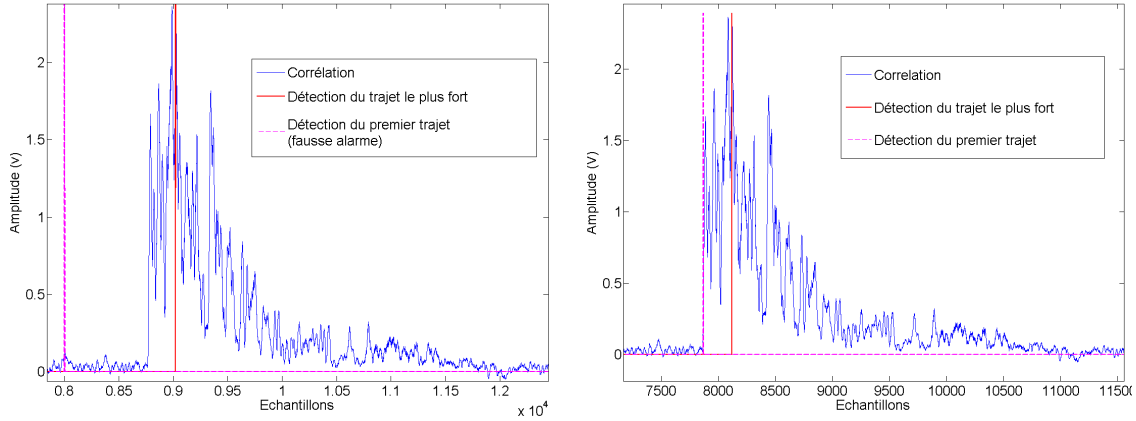 2
1.5
1
0.5
0
Amplitude (v)
Corrélation
Détection du trajet le plus fort
Détection du premier trajet
(fausse alarme)
0.8
0.85
0.9
0.95
1
1.05
1.1
1.15
1.2
Echantillons
x 10⁴
2
1.5
1
0.5
0
Amplitude (V)
Correlation
Détection du trajet le plus fort
Détection du premier trajet
7500
8000
8500
9000
9500
10000
10500
11000
11500
Echantillons